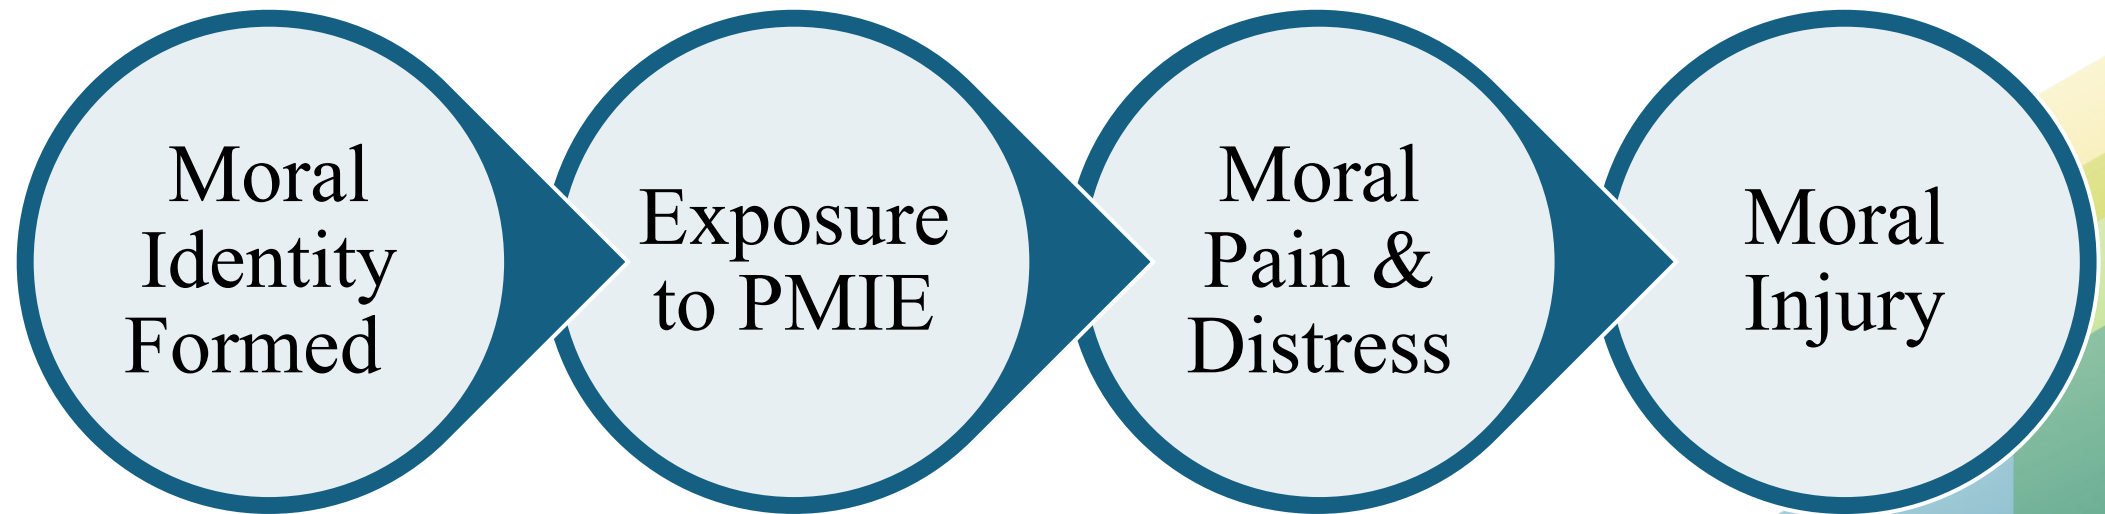 Moral
Identity
Formed
Exposure
to PMIE
Moral
Pain &
Distress
Moral
Injury